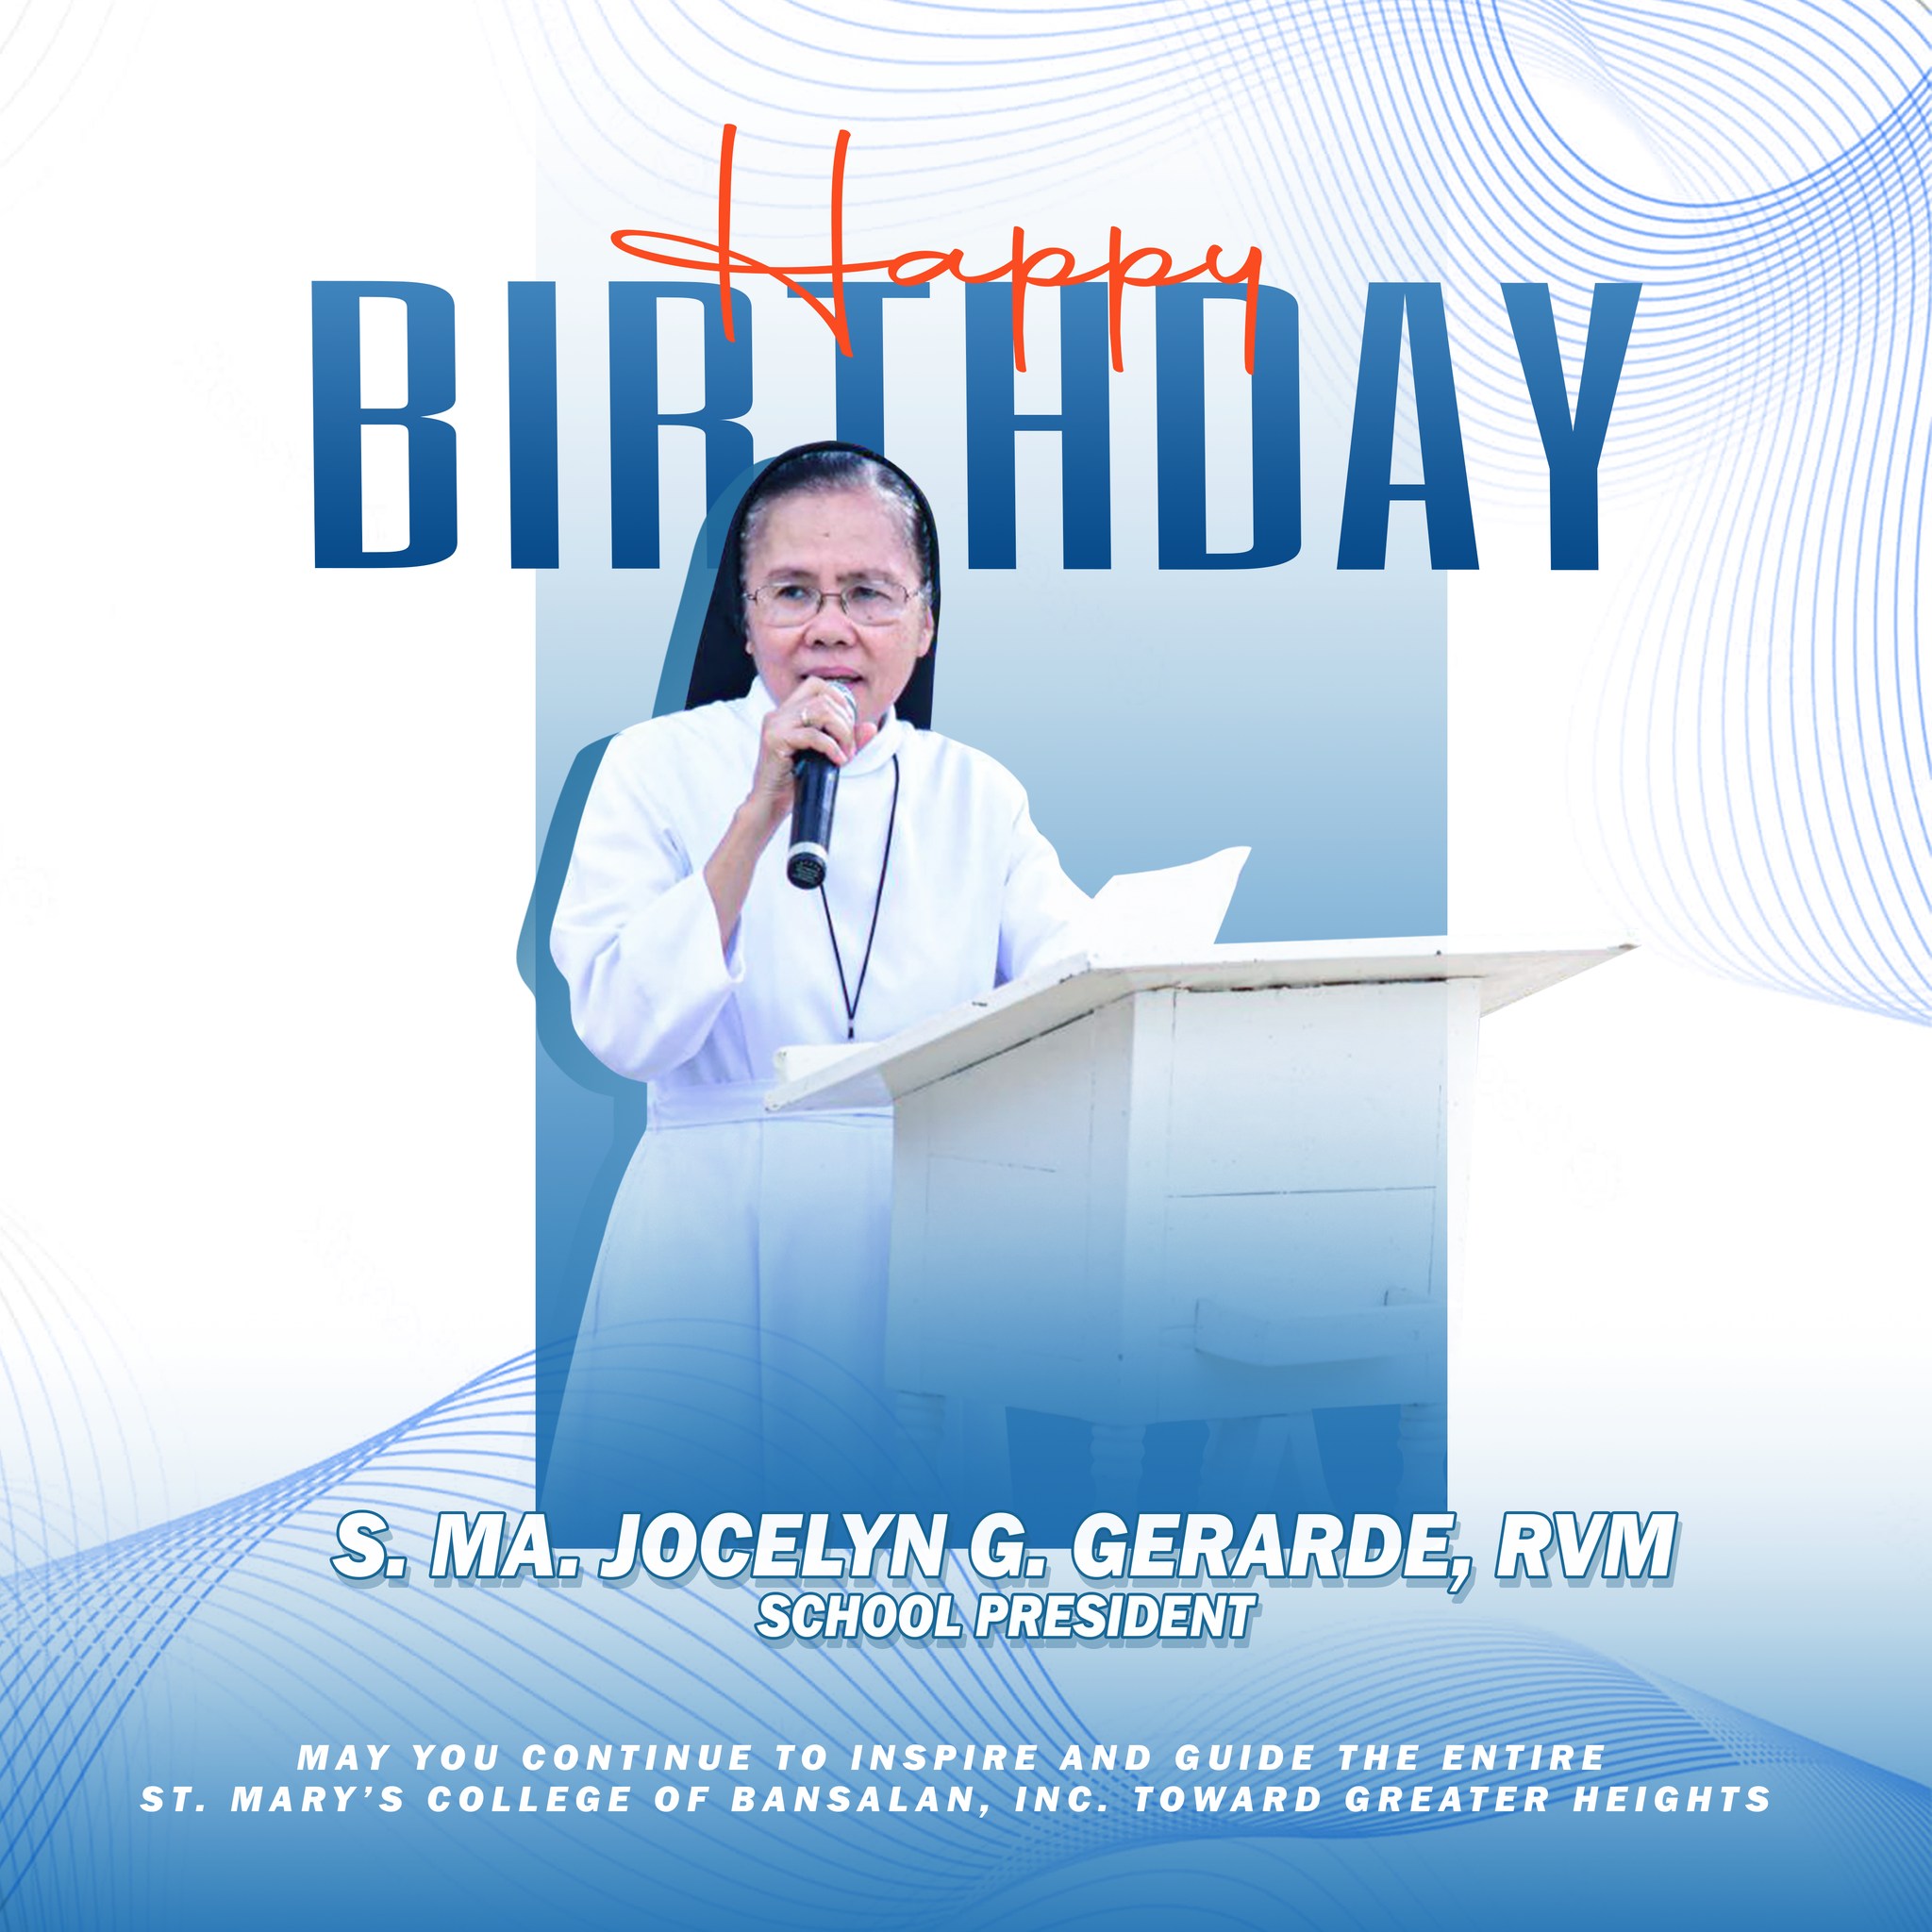 Happy
BIRTHDAY
S. MA. JOCELYN G. GERARDE, RVM
SCHOOL PRESIDENT
MAY YOU CONTINUE TO INSPIRE AND GUIDE THE ENTIRE
ST. MARY’S COLLEGE OF BANSALAN, INC. TOWARD GREATER HEIGHTS